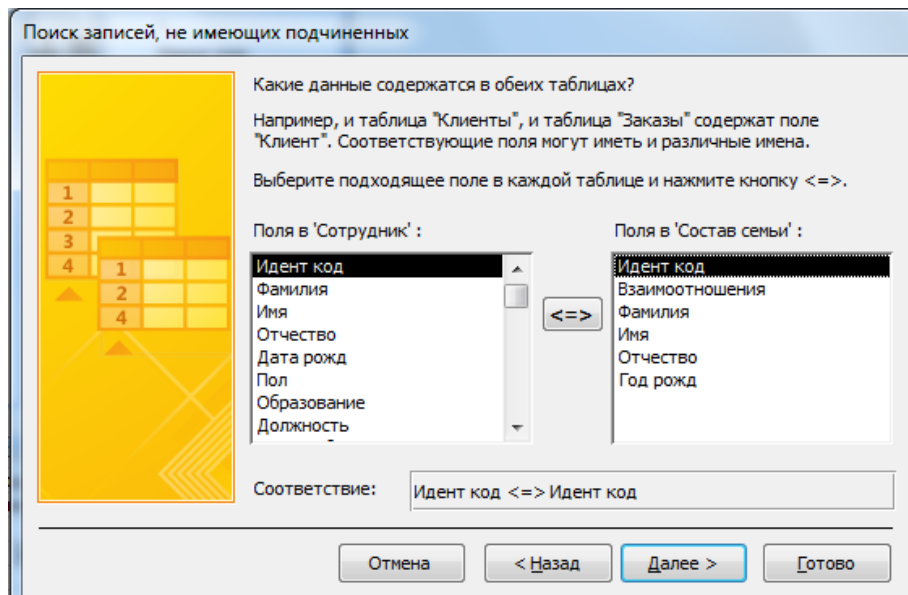 Поиск записей, не имеющих подчиненных
Какие данные содержатся в обеих таблицах?
Например, и таблица "Клиенты", и таблица "Заказы" содержат поле
"Клиент". Соответствующие поля могут иметь и различные имена.
Выберите подходящее поле в каждой таблице и нажмите кнопку <=>.
1
2
3
4
1
2
4
Поля в 'Сотрудник' :
Идент код
Фамилия
Имя
Отчество
Дата рожд
Пол
Образование
Должность
<=>
Поля в 'Состав семьи' :
Идент код
Взаимоотношения
Фамилия
Имя
Отчество
Год рожд
Соответствие: Идент код <=> Идент код
Отмена < Назад Далее > Готово